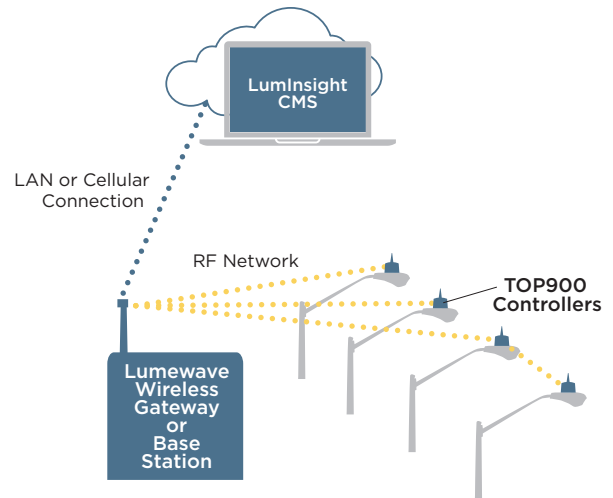 LumInsight
CMS
LAN or Cellular
Connection
RF Network
TOP900
Controllers
Lumewave
Wireless
Gateway
or
Base
Station